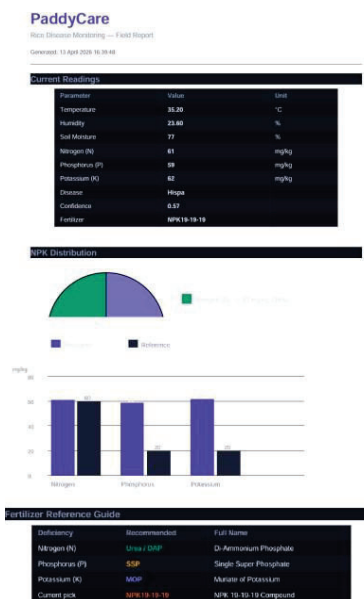 PaddyCare
Rice Disease Monitoring — Field Report
Generated: 13 April 2026 16:39:48
Current Readings
Parameter Value Unit
Temperature 35.20 °C
Humidity 23.60 %
Soil Moisture 77 %
Nitrogen (N) 61 mg/kg
Phosphorus (P) 59 mg/kg
Potassium (K) 62 mg/kg
Disease Hispa
Confidence 0.57
Fertilizer NPK19-19-19
NPK Distribution
Reference
mg/kg
80
60
60
40
20
20
20
0
Nitrogen Phosphorus Potassium
Fertilizer Reference Guide
Deficiency Recommended Full Name
Nitrogen (N) Urea / DAP Di-Ammonium Phosphate
Phosphorus (P) SSP Single Super Phosphate
Potassium (K) MOP Muriate of Potassium
Current pick NPK19-19-19 NPK 19-19-19 Compound